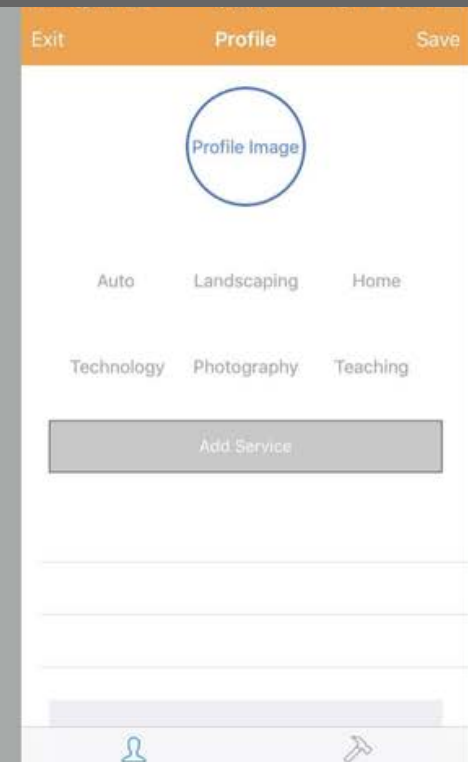 Exit Profile Save
Profile Image
Auto Landscaping Home
Technology Photography Teaching
Add Service